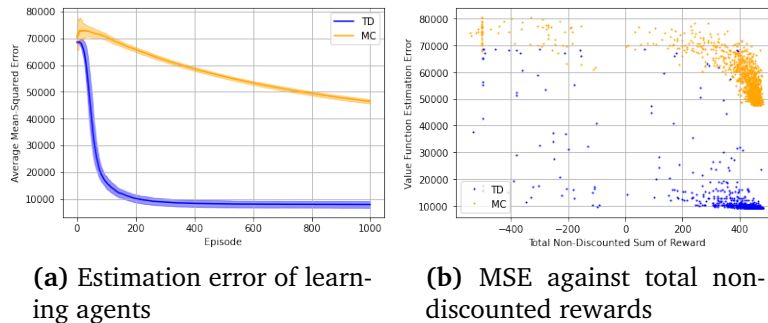 80000
70000
60000
50000
40000
30000
20000
10000
Average Mean-Squared Error
0
200
400
600
800
1000
Episode
TD
MC
80000
70000
60000
50000
40000
30000
20000
10000
Value Function Estimation Error
−400
−200
0
200
400
Total Non-Discounted Sum of Reward
TD
MC
(a) Estimation error of learn-
ing agents
(b) MSE against total non-
discounted rewards